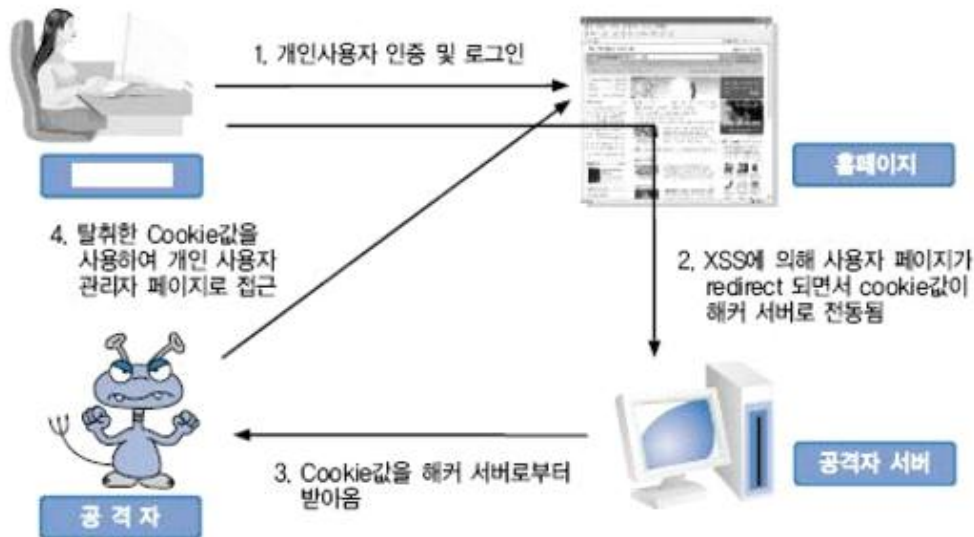 1. 개인사용자 인증 및 로그인
홈페이지
4. 탈취한 Cookie값을
사용하여 개인 사용자
관리자 페이지로 접근
2. XSS에 의해 사용자 페이지가
redirect 되면서 cookie값이
해커 서버로 전동됨
3. Cookie값을 해커 서버로부터
받아옴
공격자 서버
공 격 자